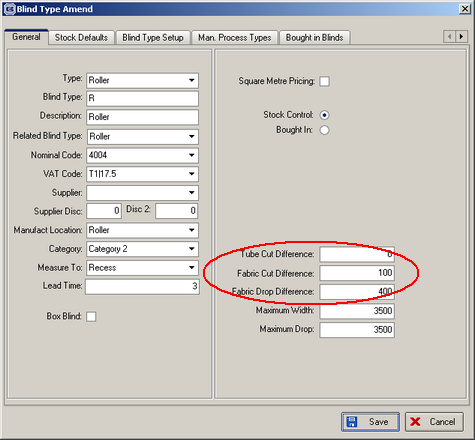 Blind Type Amend
General
Stock Defaults
Blind Type Setup
Man. Process Types
Bought in Blinds
Type: Roller
Blind Type: R
Description: Roller
Related Blind Type: Roller
Nominal Code: 4004
VAT Code: T1|17.5
Supplier:
Supplier Disc: 0 Disc 2: 0
Manufact Location: Roller
Category: Category 2
Measure To: Recess
Lead Time: 3
Box Blind:
Square Metre Pricing:
Stock Control:
Bought In:
Tube Cut Difference: 0
Fabric Cut Difference: 100
Fabric Drop Difference: 400
Maximum Width: 3500
Maximum Drop: 3500
Save
Cancel